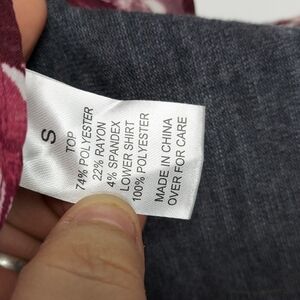 S
TOP
74% POLYESTER
22% RAYON
4% SPANDEX
LOWER SHIRT
100% POLYESTER
MADE IN CHINA
OVER FOR CARE